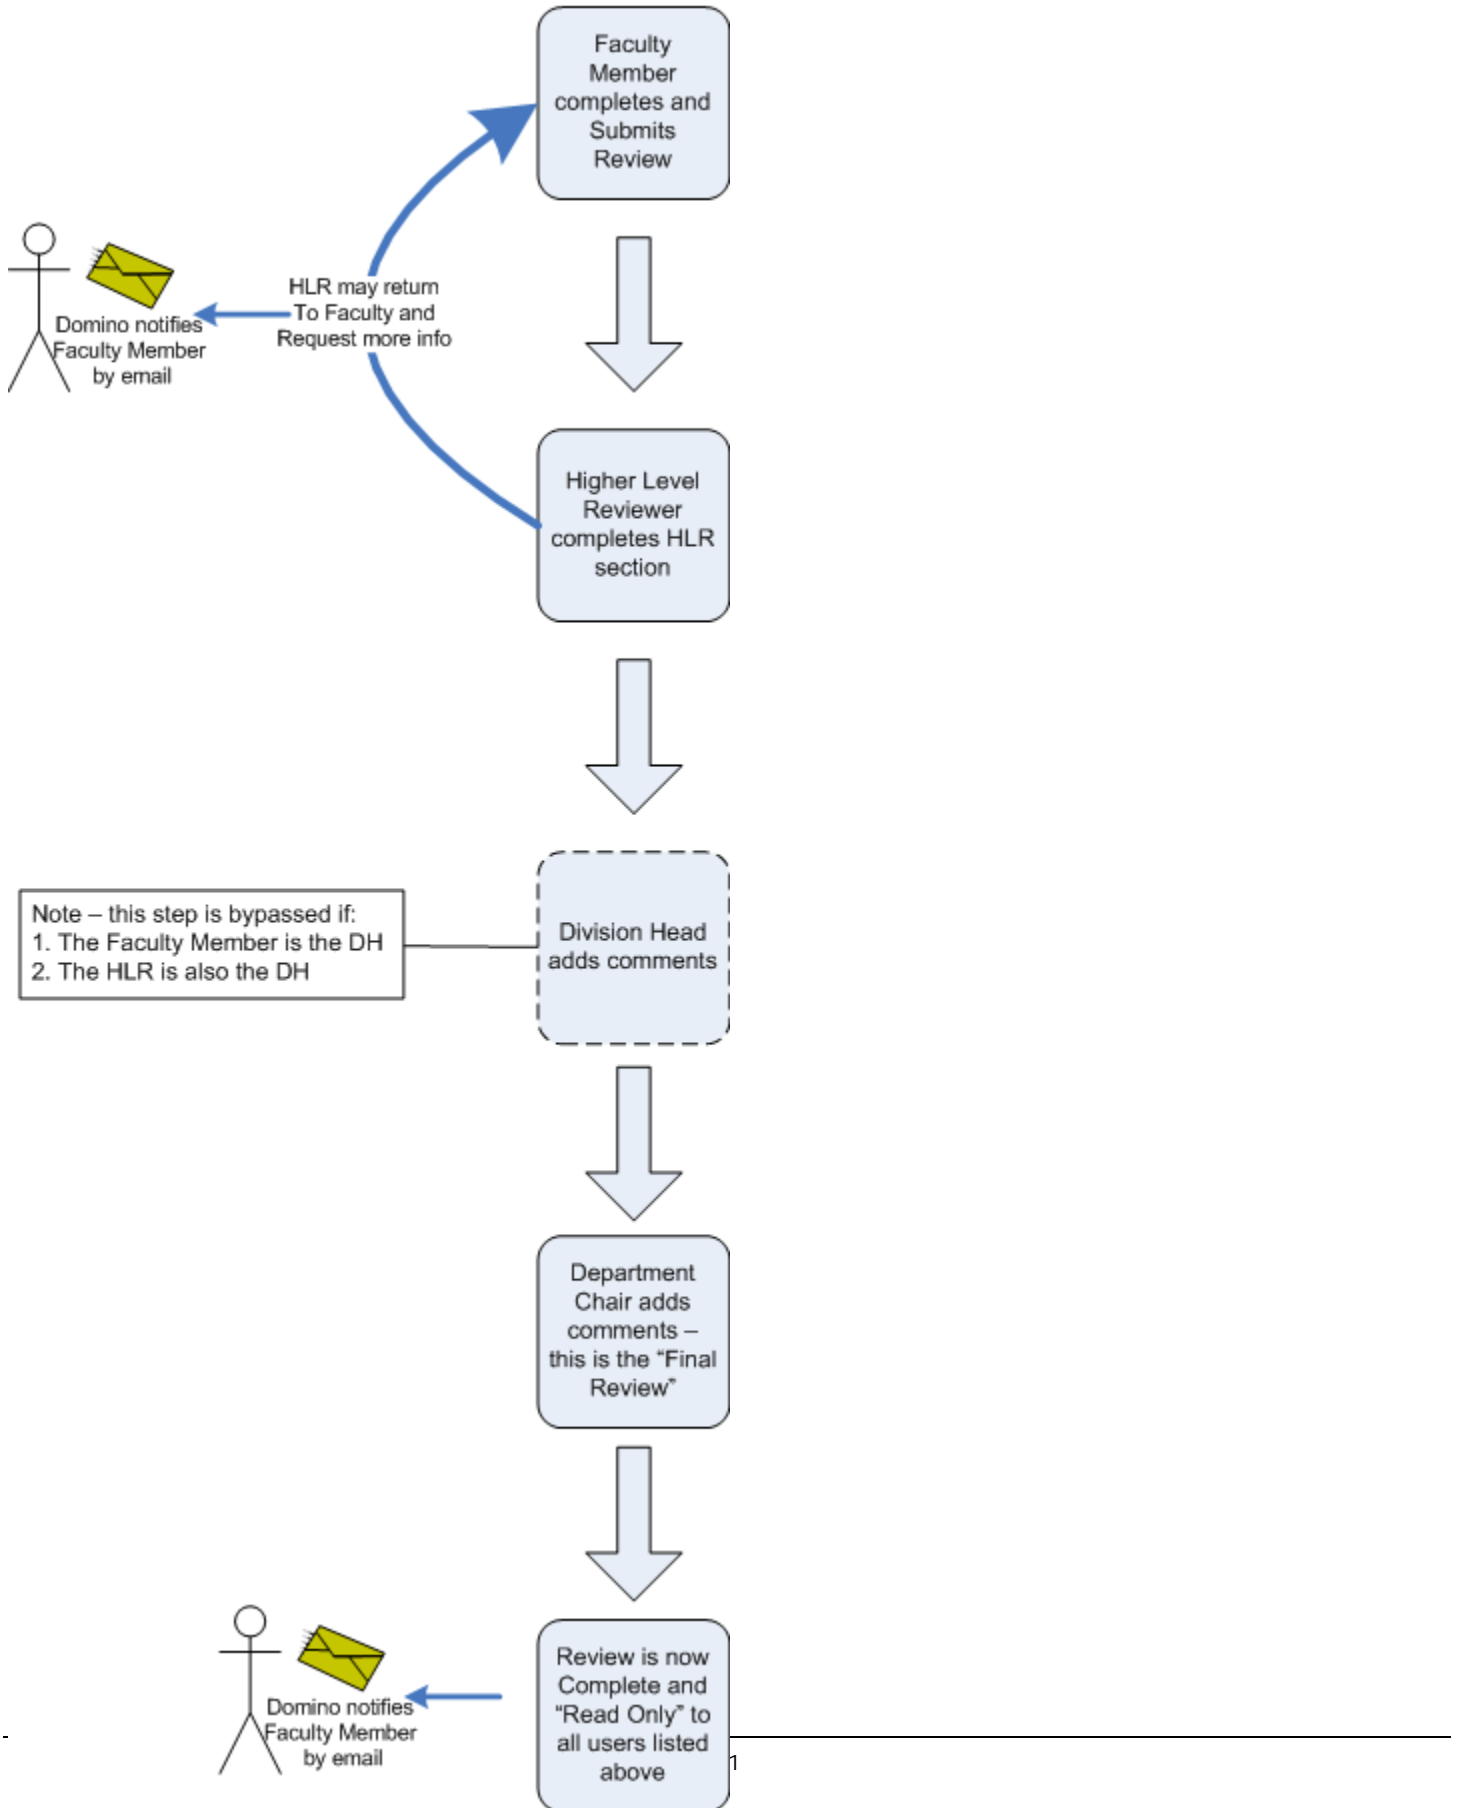 Faculty
Member
completes and
Submits
Review
HLR may return
To Faculty and
Request more info
Domino notifies
Faculty Member
by email
Higher Level
Reviewer
completes HLR
section
Note – this step is bypassed if:
1. The Faculty Member is the DH
2. The HLR is also the DH
Division Head
adds comments
Department
Chair adds
comments –
this is the “Final
Review”
Review is now
Complete and
“Read Only” to
all users listed
above
Domino notifies
Faculty Member
by email
1